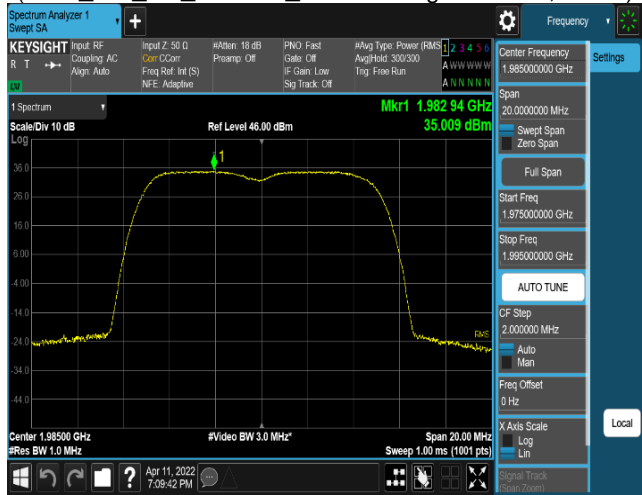 Spectrum Analyzer 1
Swept SA
Frequency
KEYSIGHT
R T
Input: RF
Coupling: AC
Align: Auto
Input Z: 50 Ω
Corr CCorr
Freq Ref: Int (S)
NFE: Adaptive
#Atten: 18 dB
Preamp: Off
PNO: Fast
Gate: Off
IF Gain: Low
Sig Track: Off
#Avg Type: Power (RMS
Avg|Hold: 300/300
Trig: Free Run
1 2 3 4 5 6
A W W W W W
A N N N N N
1 Spectrum
Scale/Div 10 dB
Log
Ref Level 46.00 dBm
Mkr1 1.982 94 GHz
35.009 dBm
1
36.0
26.0
16.0
6.00
-4.00
-14.0
-24.0
-34.0
-44.0
RMS
Center 1.98500 GHz
#Res BW 1.0 MHz
#Video BW 3.0 MHz*
Span 20.00 MHz
Sweep 1.00 ms (1001 pts)
Center Frequency
1.985000000 GHz
Settings
Span
20.0000000 MHz
Swept Span
Zero Span
Full Span
Start Freq
1.975000000 GHz
Stop Freq
1.995000000 GHz
AUTO TUNE
CF Step
2.000000 MHz
Auto
Man
Freq Offset
0 Hz
X Axis Scale
Log
Lin
Local
Signal Track
(Span Zoom)
?
Apr 11, 2022
7:09:42 PM